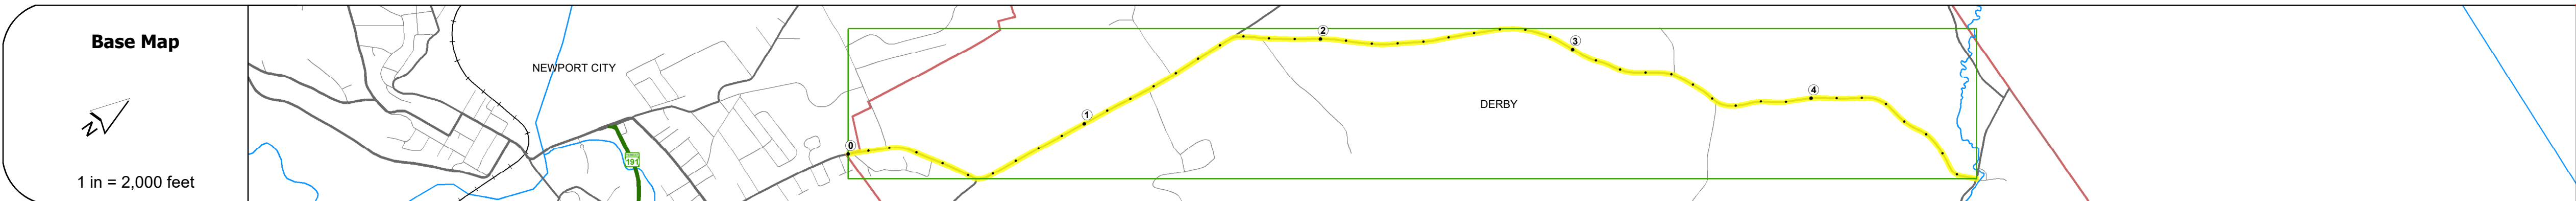 Base Map
N
1 in = 2,000 feet
NEWPORT CITY
191
0
1
2
3
4
DERBY